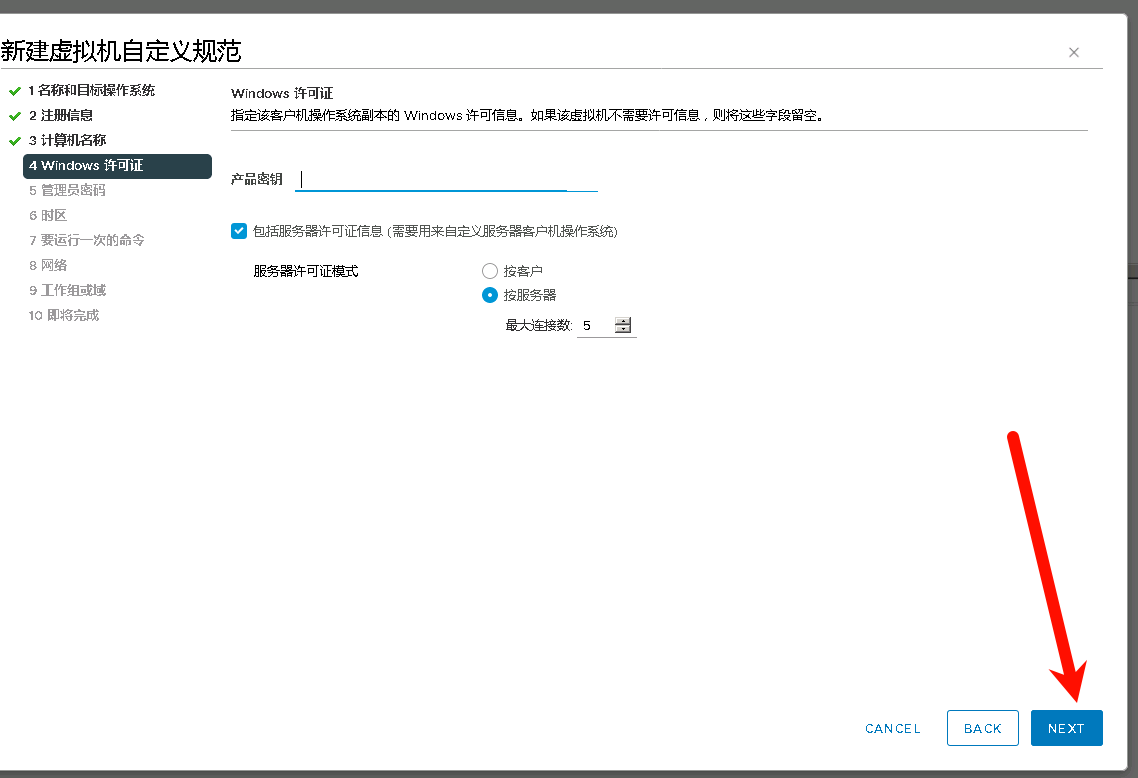 新建虚拟机自定义规范
1 名称和目标操作系统
2 注册信息
3 计算机名称
4 Windows 许可证
5 管理员密码
6 时区
7 要运行一次的命令
8 网络
9 工作组或域
10 即将完成
Windows 许可证
指定该客户机操作系统副本的 Windows 许可信息。如果该虚拟机不需要许可信息，则将这些字段留空。
产品密钥
包括服务器许可证信息 (需要用来自定义服务器客户机操作系统)
服务器许可证模式
按客户
按服务器
最大连接数: 5
CANCEL
BACK
NEXT